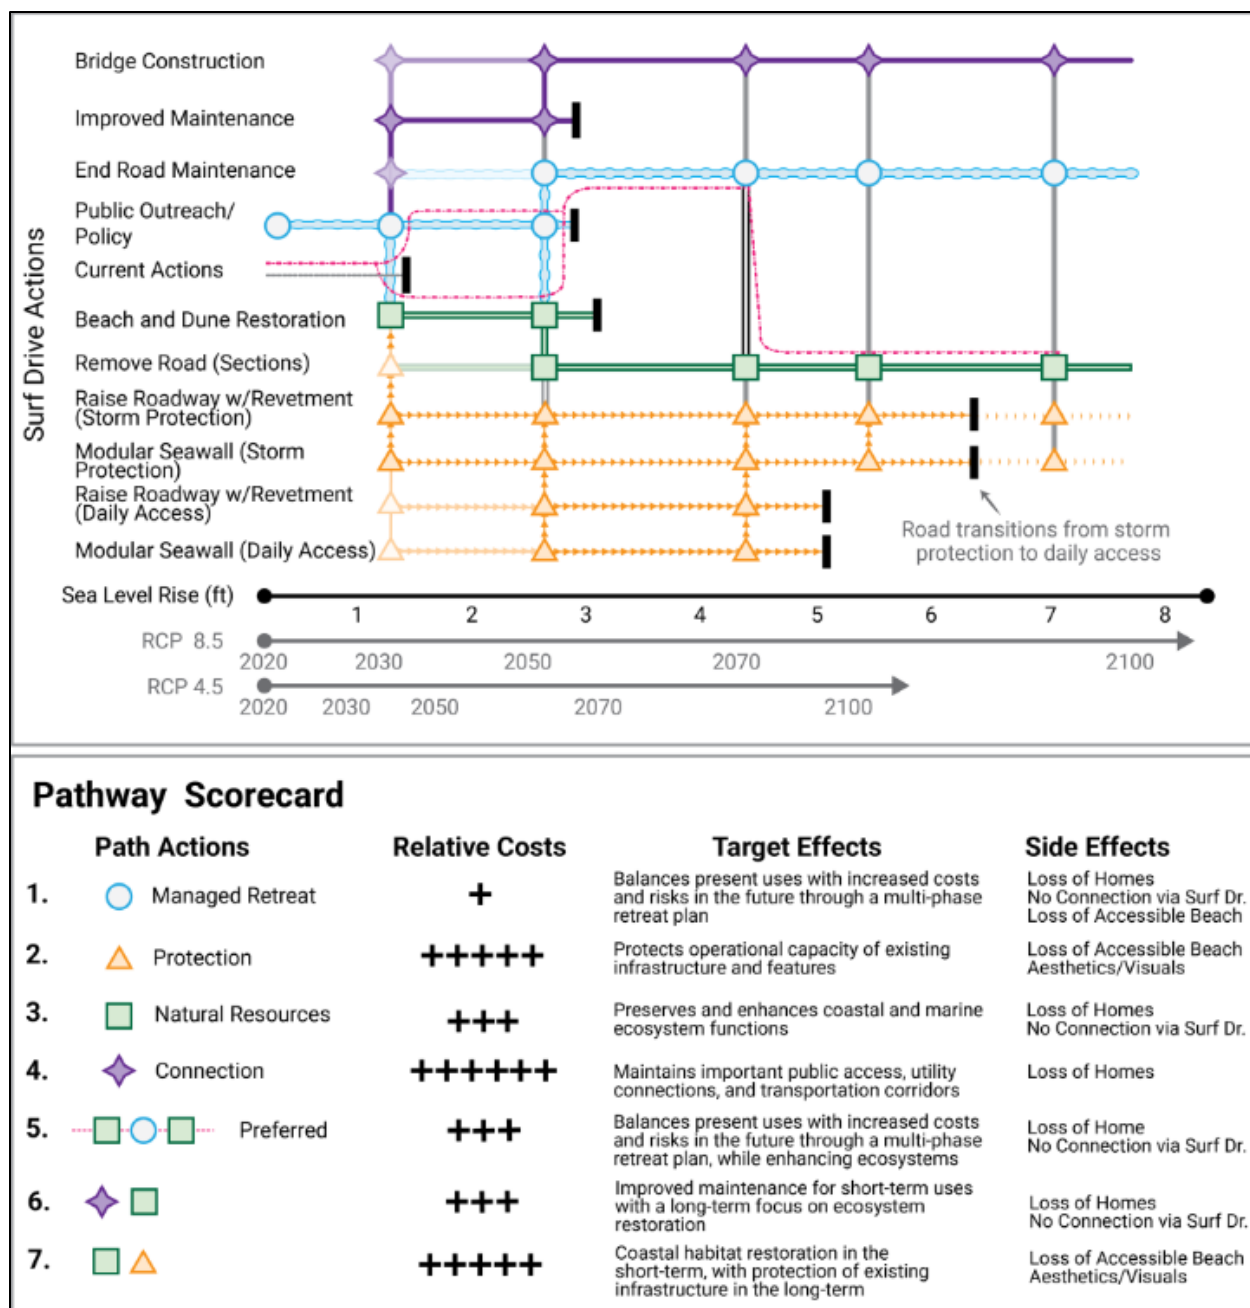 Surf Drive Actions
Bridge Construction
Improved Maintenance
End Road Maintenance
Public Outreach/
Policy
Current Actions
Beach and Dune Restoration
Remove Road (Sections)
Raise Roadway w/Revetment
(Storm Protection)
Modular Seawall (Storm
Protection)
Raise Roadway w/Revetment
(Daily Access)
Modular Seawall (Daily Access)
Road transitions from storm
protection to daily access
Sea Level Rise (ft)
1 2 3 4 5 6 7 8
RCP 8.5
2020 2030 2050 2070 2100
RCP 4.5
2020 2030 2050 2070 2100
Pathway Scorecard
Path Actions Relative Costs Target Effects Side Effects
1. Managed Retreat +
Balances present uses with increased costs
and risks in the future through a multi-phase
retreat plan
Loss of Homes
No Connection via Surf Dr.
Loss of Accessible Beach
2. Protection +++++
Protects operational capacity of existing
infrastructure and features
Loss of Accessible Beach
Aesthetics/Visuals
3. Natural Resources +++
Preserves and enhances coastal and marine
ecosystem functions
Loss of Homes
No Connection via Surf Dr.
4. Connection ++++++
Maintains important public access, utility
connections, and transportation corridors
Loss of Homes
5. Preferred +++
Balances present uses with increased costs
and risks in the future through a multi-phase
retreat plan, while enhancing ecosystems
Loss of Home
No Connection via Surf Dr.
6. +++
Improved maintenance for short-term uses
with a long-term focus on ecosystem
restoration
Loss of Homes
No Connection via Surf Dr.
7. +++++
Coastal habitat restoration in the
short-term, with protection of existing
infrastructure in the long-term
Loss of Accessible Beach
Aesthetics/Visuals